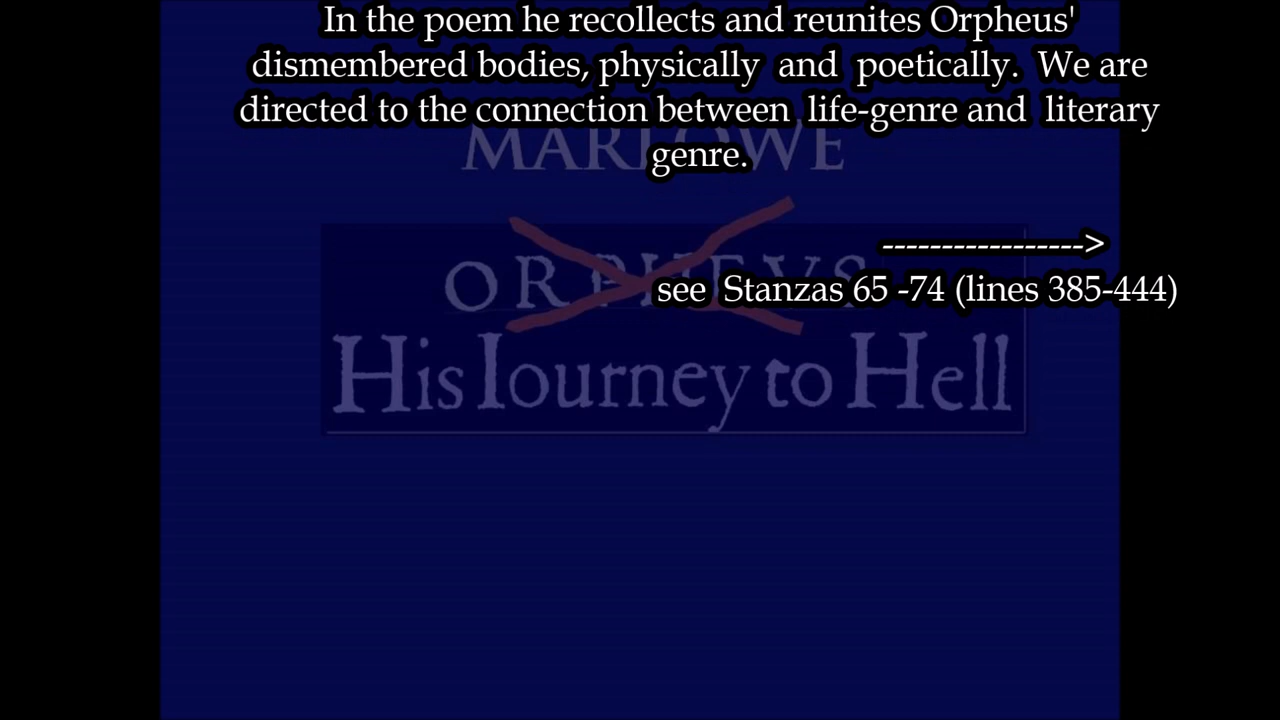 In the poem he recollects and reunites Orpheus'
dismembered bodies, physically and poetically. We are
directed to the connection between life-genre and literary
genre.
MARLOWE
----------------->
ORPHEVS
see Stanzas 65 -74 (lines 385-444)
His Iourney to Hell